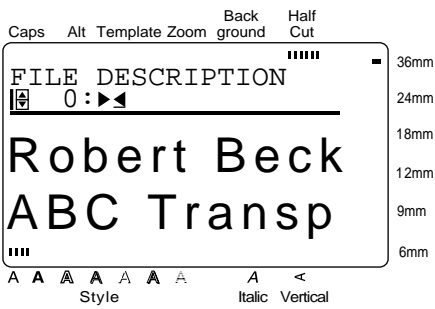 Back Half
Caps Alt Template Zoom ground Cut
36mm
FILE DESCRIPTION
0:
24mm
18mm
Robert Beck
12mm
ABC Transp
9mm
6mm
A A A A A A A A A
Style Italic Vertical